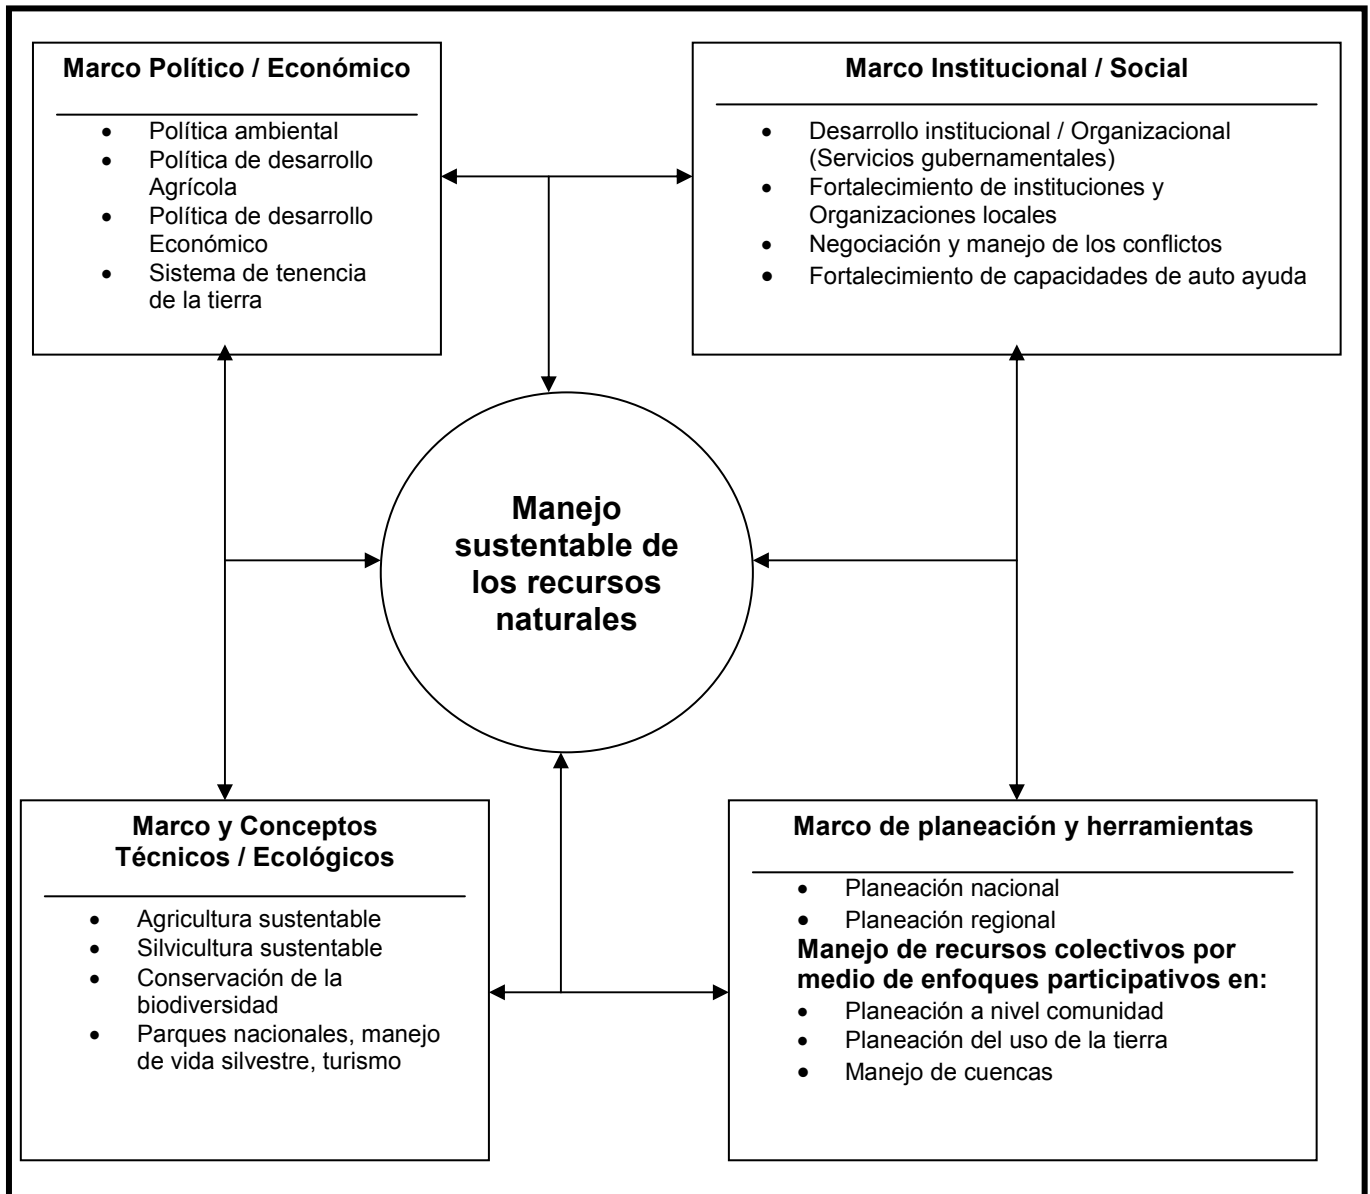 Marco Político / Económico
• Política ambiental
• Política de desarrollo
Agrícola
• Política de desarrollo
Económico
• Sistema de tenencia
de la tierra
Marco Institucional / Social
• Desarrollo institucional / Organizacional
(Servicios gubernamentales)
• Fortalecimiento de instituciones y
Organizaciones locales
• Negociación y manejo de los conflictos
• Fortalecimiento de capacidades de auto ayuda
Manejo
sustentable de
los recursos
naturales
Marco y Conceptos
Técnicos / Ecológicos
• Agricultura sustentable
• Silvicultura sustentable
• Conservación de la
biodiversidad
• Parques nacionales, manejo
de vida silvestre, turismo
Marco de planeación y herramientas
• Planeación nacional
• Planeación regional
Manejo de recursos colectivos por
medio de enfoques participativos en:
• Planeación a nivel comunidad
• Planeación del uso de la tierra
• Manejo de cuencas